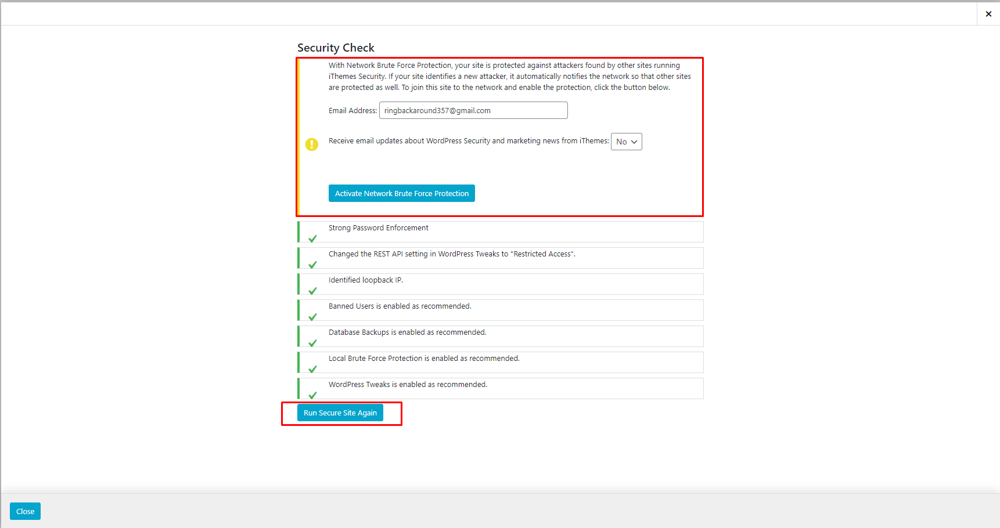 Security Check
With Network Brute Force Protection, your site is protected against attackers found by other sites running
iThemes Security. If your site identifies a new attacker, it automatically notifies the network so that other sites
are protected as well. To join this site to the network and enable the protection, click the button below.
Email Address: ringbackaround357@gmail.com
Receive email updates about WordPress Security and marketing news from iThemes: No
Activate Network Brute Force Protection
Strong Password Enforcement
Changed the REST API setting in WordPress Tweaks to "Restricted Access".
Identified loopback IP.
Banned Users is enabled as recommended.
Database Backups is enabled as recommended.
Local Brute Force Protection is enabled as recommended.
WordPress Tweaks is enabled as recommended.
Run Secure Site Again
Close